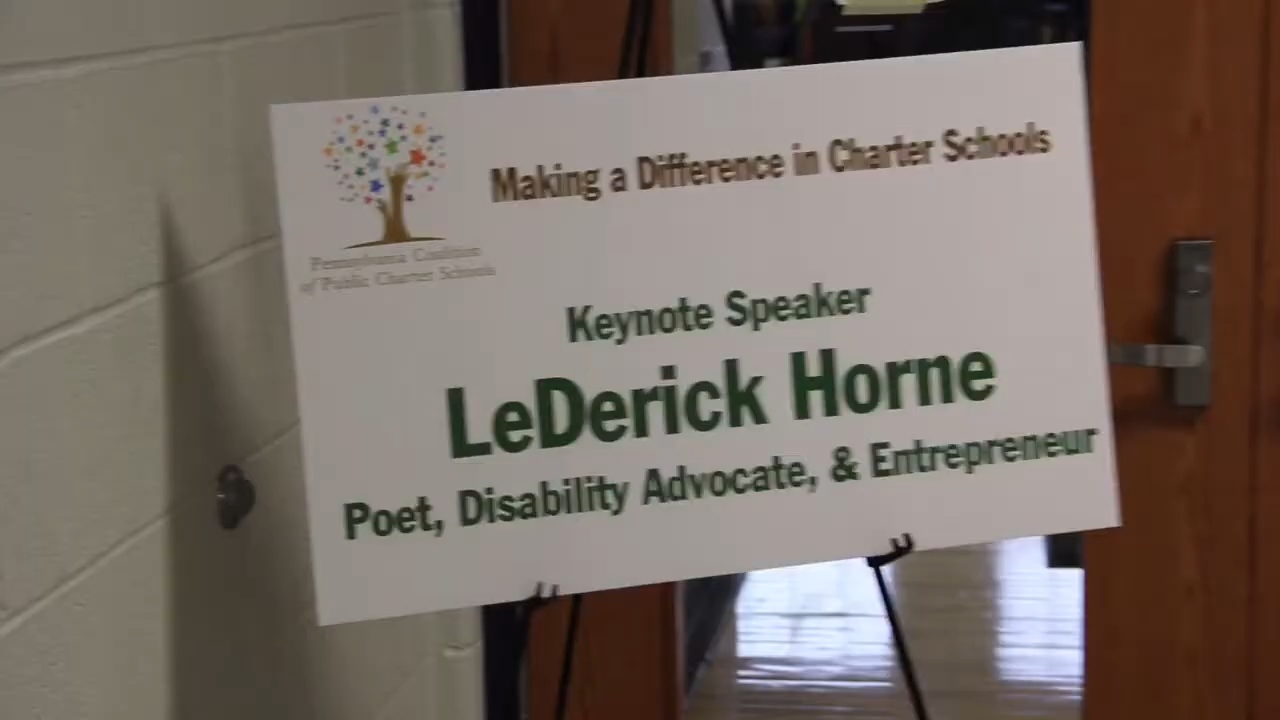 Making a Difference in Charter Schools
Pennsylvania Coalition
of Public Charter Schools
Keynote Speaker
LeDerick Horne
Poet, Disability Advocate, & Entrepreneur